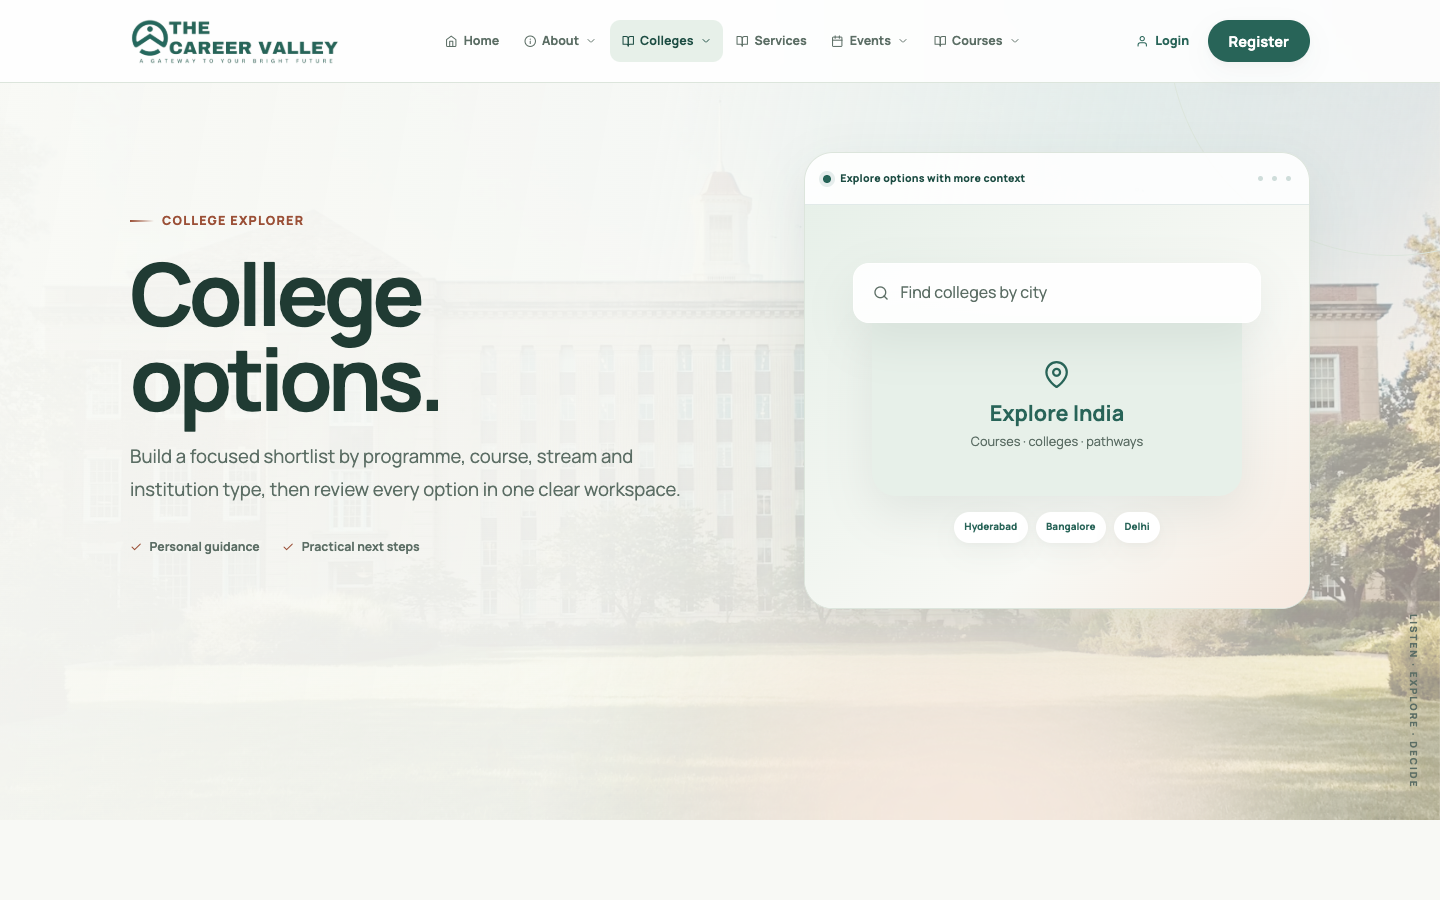 THE
CAREER VALLEY
A GATEWAY TO YOUR BRIGHT FUTURE
Home
About
Colleges
Services
Events
Courses
Login
Register
COLLEGE EXPLORER
College
options.
Build a focused shortlist by programme, course, stream and
institution type, then review every option in one clear workspace.
Personal guidance
Practical next steps
Explore options with more context
Find colleges by city
Explore India
Courses · colleges · pathways
Hyderabad
Bangalore
Delhi
LISTEN · EXPLORE · DECIDE